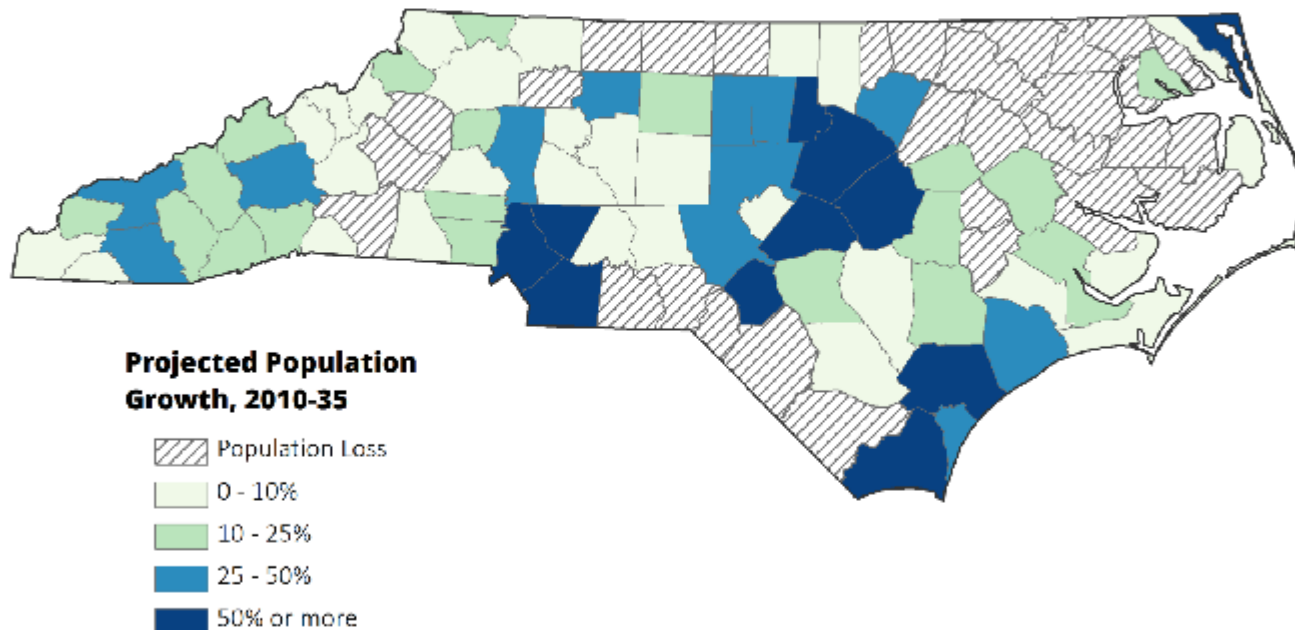 Projected Population
Growth, 2010-35
Population Loss
0 - 10%
10 - 25%
25 - 50%
50% or more